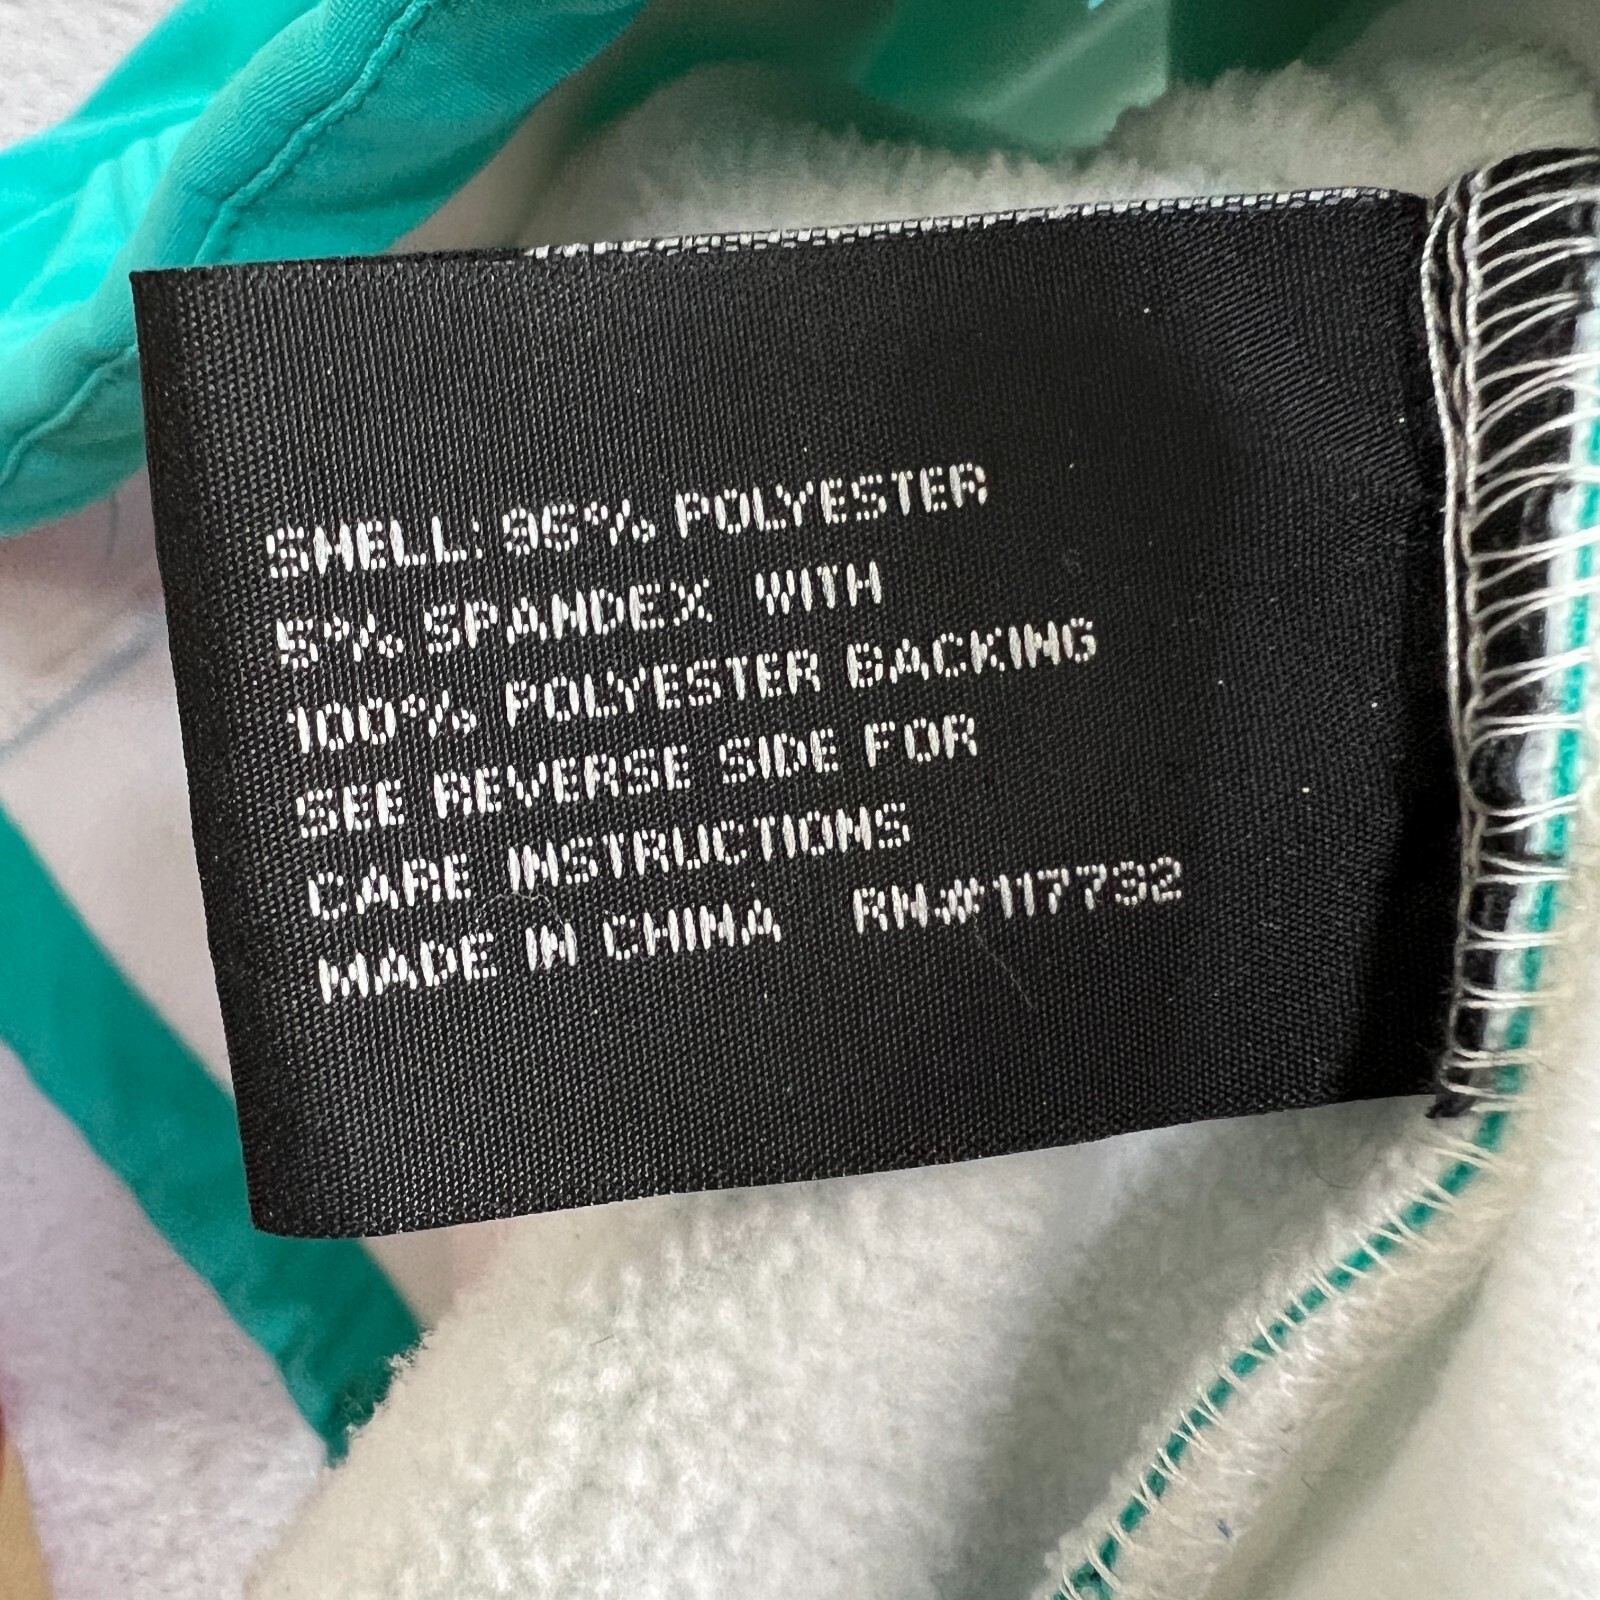 SHELL: 95% POLYESTER
5% SPANDEX WITH
100% POLYESTER BACKING
SEE REVERSE SIDE FOR
CARE INSTRUCTIONS
MADE IN CHINA RN#117792